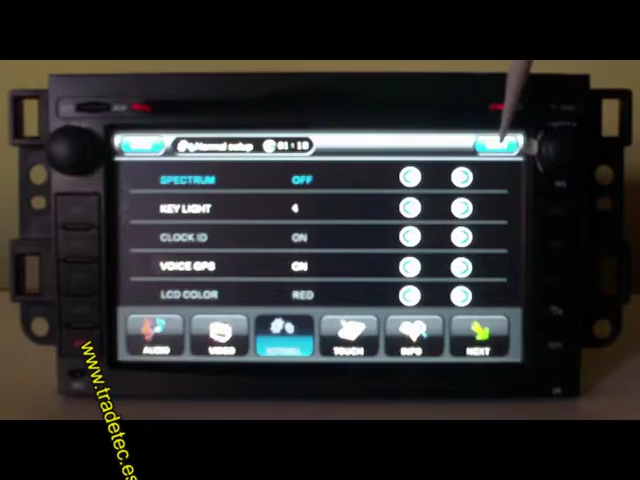 Normal setup 01:10
SPECTRUM OFF
KEY LIGHT 4
CLOCK ID ON
VOICE GPS ON
LCD COLOR RED
AUDIO VIDEO TOUCH INFO NEXT
www.tradetec.es